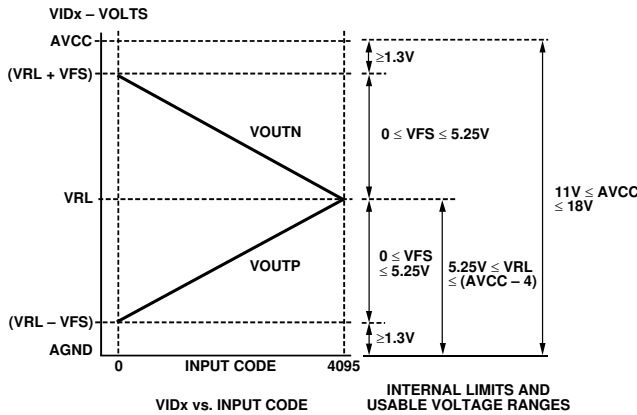 VIDx – VOLTS
AVCC
≥1.3V
(VRL + VFS)
VOUTN
0 ≤ VFS ≤ 5.25V
11V ≤ AVCC
≤ 18V
VRL
0 ≤ VFS
≤ 5.25V
5.25V ≤ VRL
≤ (AVCC – 4)
VOUTP
(VRL – VFS)
≥1.3V
AGND
0
INPUT CODE
4095
VIDx vs. INPUT CODE
INTERNAL LIMITS AND
USABLE VOLTAGE RANGES